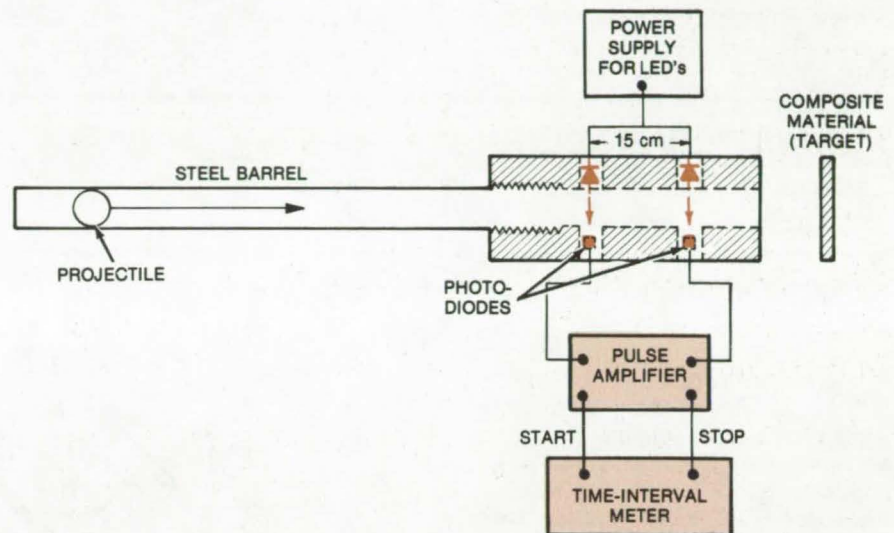 POWER
SUPPLY
FOR LED's
COMPOSITE
MATERIAL
(TARGET)
15 cm
STEEL BARREL
PROJECTILE
PHOTO-
DIODES
PULSE
AMPLIFIER
START
STOP
TIME-INTERVAL
METER